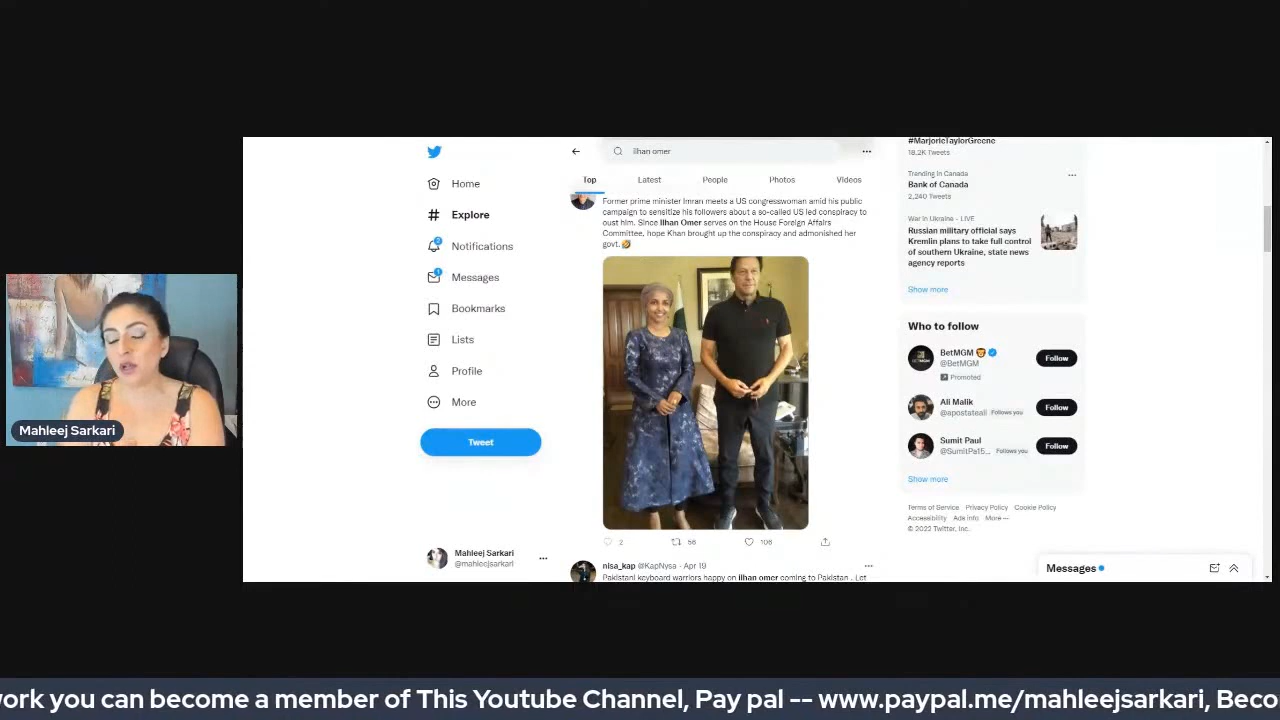 Ilhan omer
Home
Explore
Notifications
Messages
Bookmarks
Lists
Profile
More
Tweet
Mahleej Sarkari
@mahleejsarkari
Top
Latest
People
Photos
Videos
Former prime minister Imran meets a US congresswoman amid his public
campaign to sensitize his followers about a so-called US led conspiracy to
oust him. Since Ilhan Omer serves on the House Foreign Affairs
Committee, hope Khan brought up the conspiracy and admonished her
govt.
2
58
106
nisa_kap @KapNysa · Apr 19
Pakistani keyboard warriors happy on ilhan omer coming to Pakistan . Let
#MarjorieTaylorGreene
18.2K Tweets
Trending in Canada
Bank of Canada
2,240 Tweets
War in Ukraine · LIVE
Russian military official says
Kremlin plans to take full control
of southern Ukraine, state news
agency reports
Show more
Who to follow
BetMGM
@BetMGM
Promoted
Follow
Ali Malik
@apostateali Follows you
Follow
Sumit Paul
@SumitPa15... Follows you
Follow
Show more
Terms of Service Privacy Policy Cookie Policy
Accessibility Ads info More ···
© 2022 Twitter, Inc.
Messages
Mahleej Sarkari
work you can become a member of This Youtube Channel, Pay pal -- www.paypal.me/mahleejsarkari, Beco